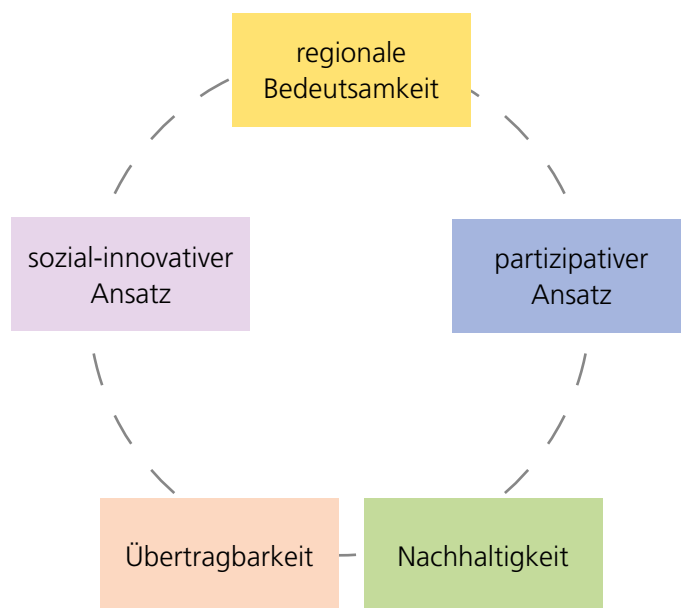 regionale
Bedeutsamkeit
sozial-innovativer
Ansatz
partizipativer
Ansatz
Übertragbarkeit
Nachhaltigkeit